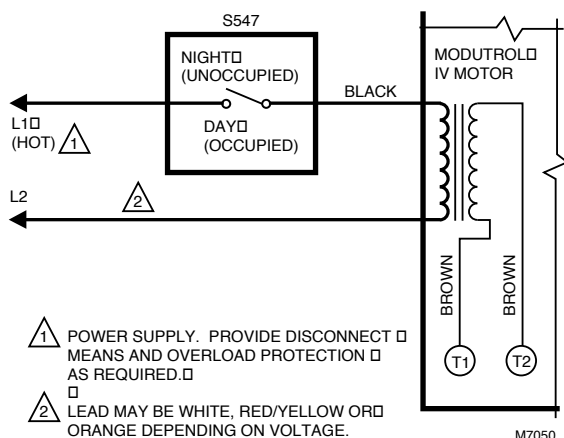 S547
NIGHT□
(UNOCCUPIED)
DAY□
(OCCUPIED)
BLACK
MODUTROL□
IV MOTOR
L1□
(HOT)
1
L2
2
BROWN
BROWN
T1
T2
1 POWER SUPPLY. PROVIDE DISCONNECT □
MEANS AND OVERLOAD PROTECTION □
AS REQUIRED.□
□
2 LEAD MAY BE WHITE, RED/YELLOW OR□
ORANGE DEPENDING ON VOLTAGE.
M7050